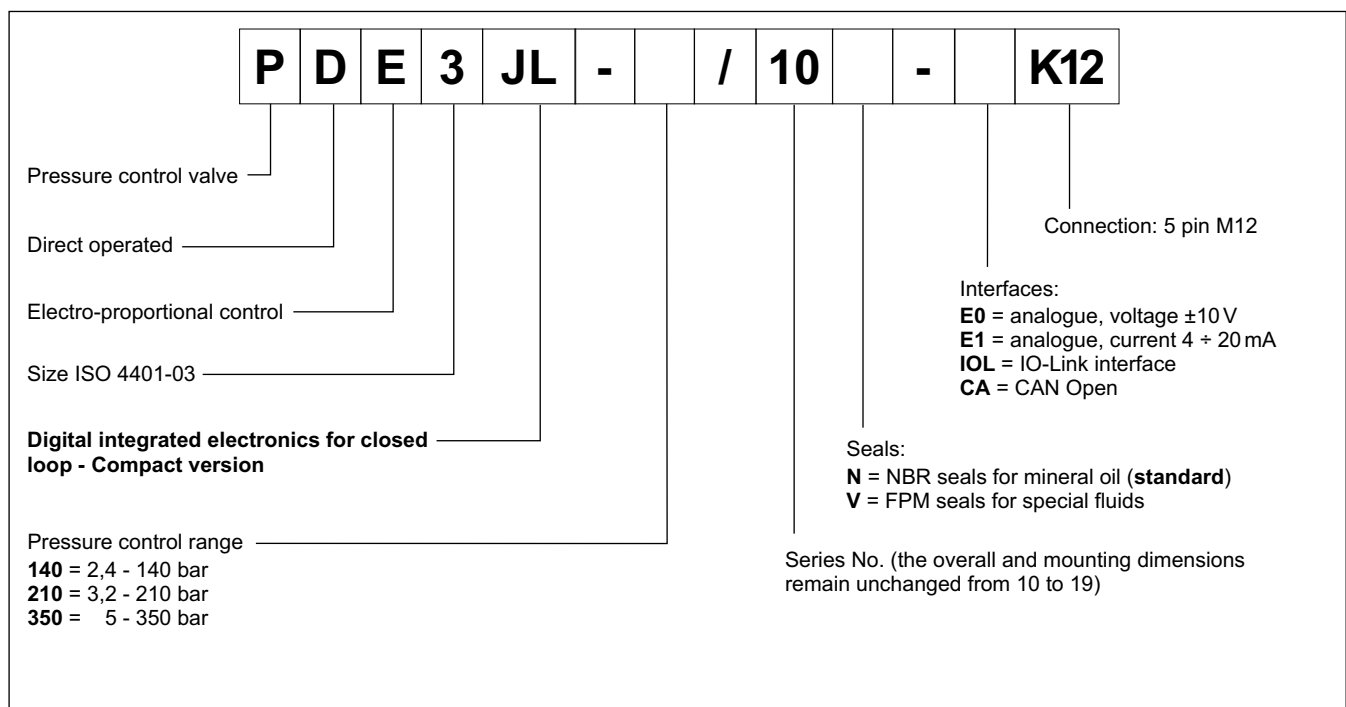 P D E 3 JL - / 10 - K12
Pressure control valve
Direct operated
Electro-proportional control
Size ISO 4401-03
Digital integrated electronics for closed
loop - Compact version
Pressure control range
140 = 2,4 - 140 bar
210 = 3,2 - 210 bar
350 = 5 - 350 bar
Connection: 5 pin M12
Interfaces:
E0 = analogue, voltage ±10 V
E1 = analogue, current 4 ÷ 20 mA
IOL = IO-Link interface
CA = CAN Open
Seals:
N = NBR seals for mineral oil (standard)
V = FPM seals for special fluids
Series No. (the overall and mounting dimensions
remain unchanged from 10 to 19)